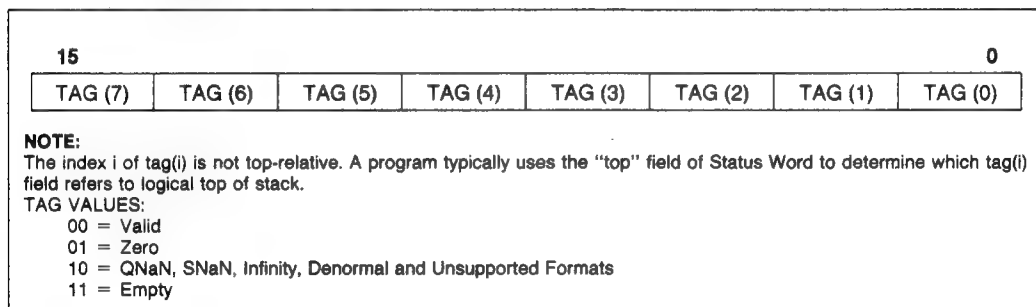 15 0
TAG (7) TAG (6) TAG (5) TAG (4) TAG (3) TAG (2) TAG (1) TAG (0)
NOTE:
The index i of tag(i) is not top-relative. A program typically uses the "top" field of Status Word to determine which tag(i)
field refers to logical top of stack.
TAG VALUES:
00 = Valid
01 = Zero
10 = QNaN, SNaN, Infinity, Denormal and Unsupported Formats
11 = Empty